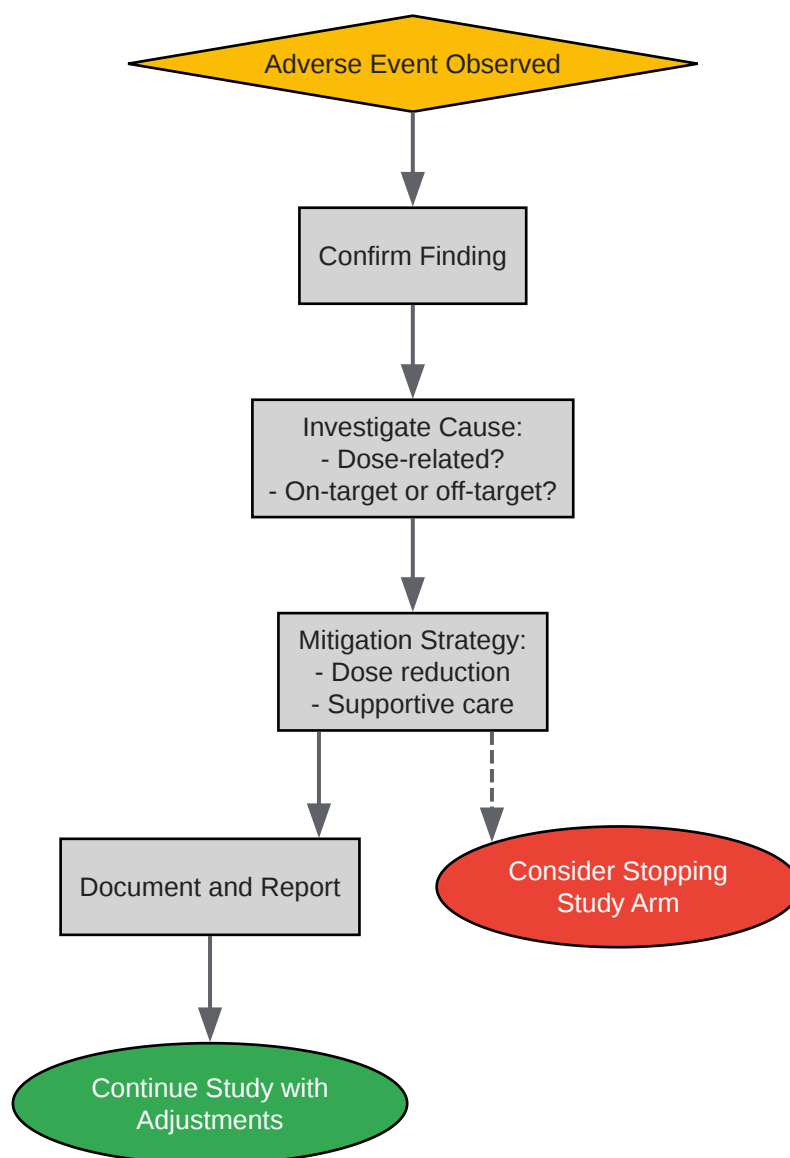 Adverse Event Observed
Confirm Finding
Investigate Cause:
- Dose-related?
- On-target or off-target?
Mitigation Strategy:
- Dose reduction
- Supportive care
Document and Report
Consider Stopping
Study Arm
Continue Study with
Adjustments